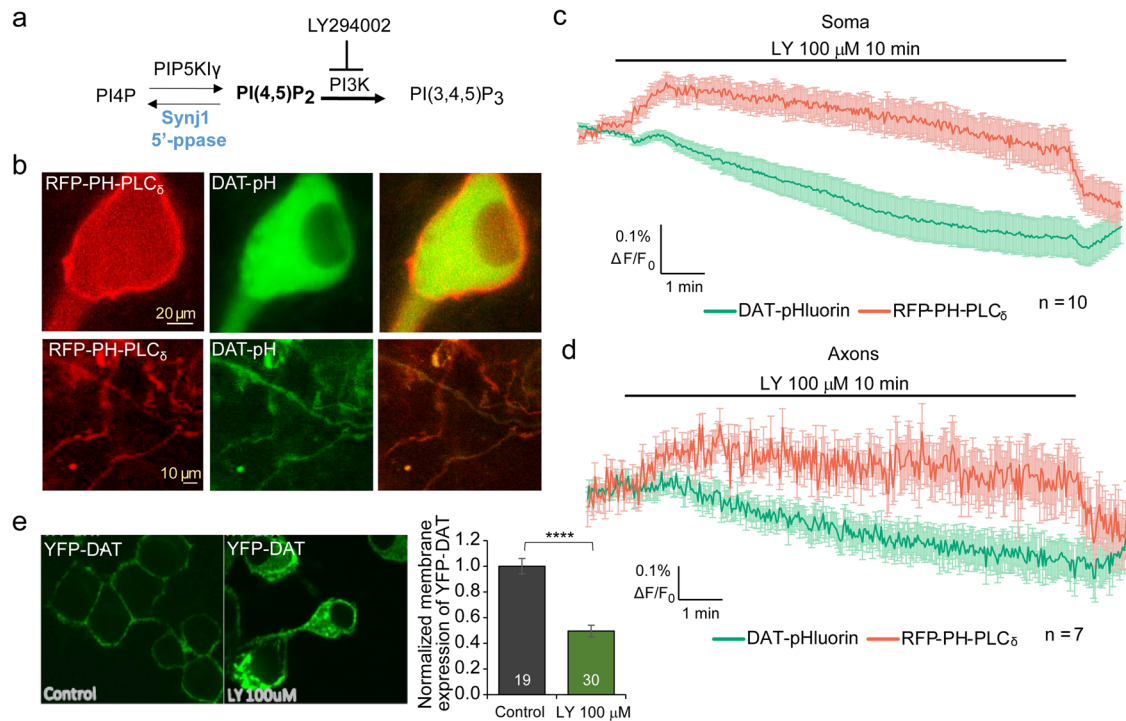 a
LY294002
PIP5KIγ
PI3K
PI4P
PI(4,5)P2
PI(3,4,5)P3
Synj1
5'-ppase
b
RFP-PH-PLCδ
DAT-pH
20 μm
RFP-PH-PLCδ
DAT-pH
10 μm
c
Soma
LY 100 μM 10 min
0.1%
ΔF/F0
1 min
DAT-pHluorin
RFP-PH-PLCδ
n = 10
d
Axons
LY 100 μM 10 min
0.1%
ΔF/F0
1 min
DAT-pHluorin
RFP-PH-PLCδ
n = 7
e
YFP-DAT
YFP-DAT
Control
LY 100uM
Normalized membrane
expression of YFP-DAT
1.2
1.0
0.8
0.6
0.4
0.2
0.0
****
19
30
Control
LY 100 μM